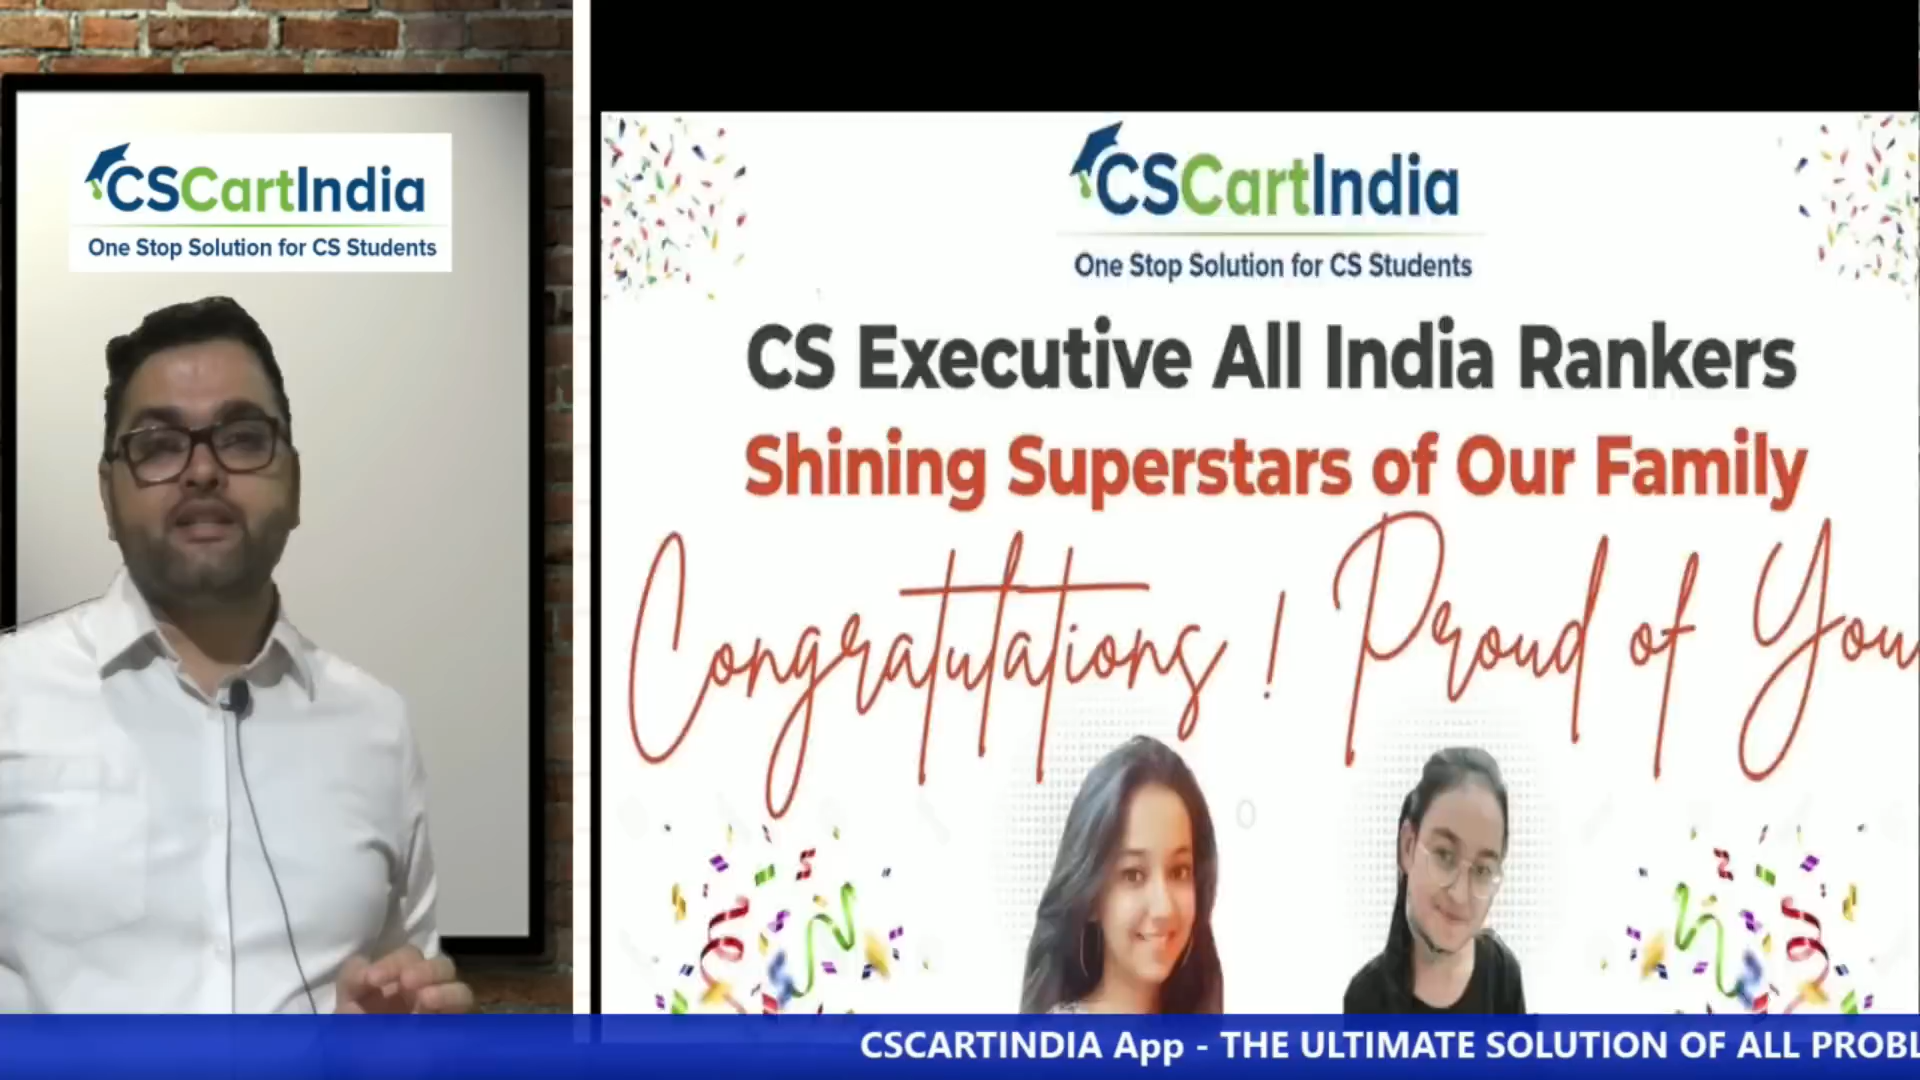 CSCartIndia
One Stop Solution for CS Students
CSCartIndia
One Stop Solution for CS Students
CS Executive All India Rankers
Shining Superstars of Our Family
Congratulations ! Proud of You
CSCARTINDIA App - THE ULTIMATE SOLUTION OF ALL